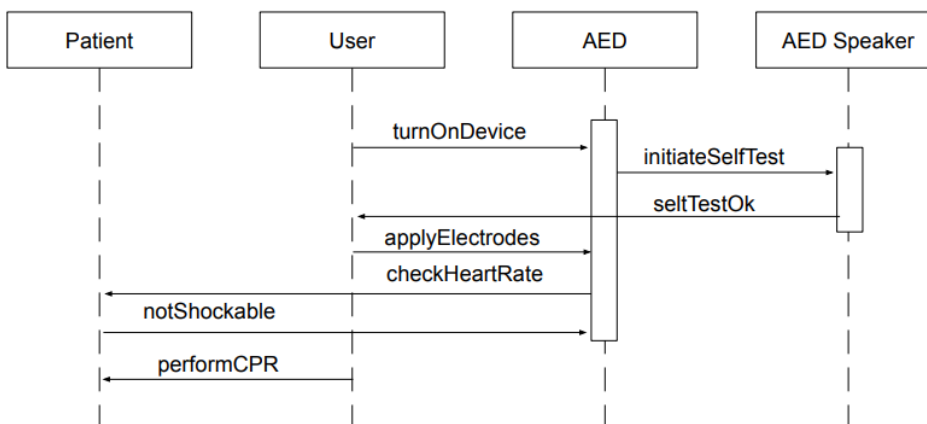 Patient
User
AED
AED Speaker
turnOnDevice
initiateSelfTest
seltTestOk
applyElectrodes
checkHeartRate
notShockable
performCPR